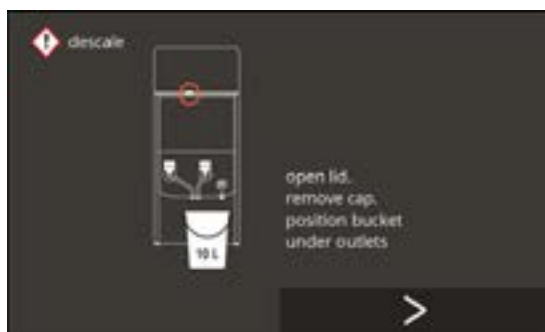 descale
open lid.
remove cap.
position bucket
under outlets
10 L